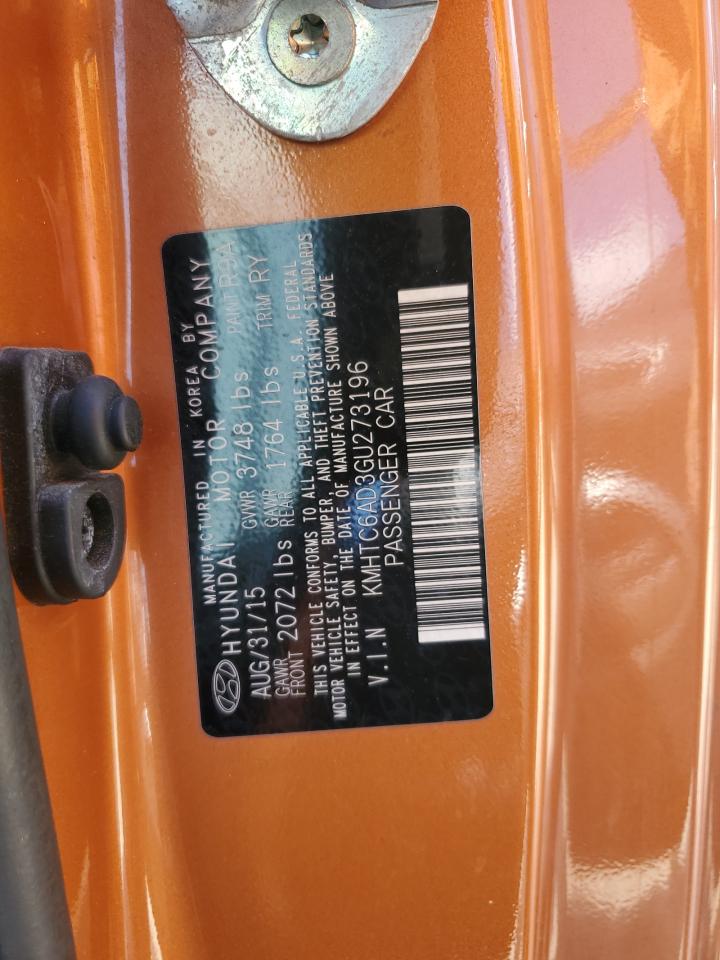 MANUFACTURED IN KOREA BY
HYUNDAI MOTOR COMPANY
AUG/31/15 GVWR 3748 lbs PAINT
GAWR FRONT 2072 lbs GAWR REAR 1764 lbs TRIM RY
THIS VEHICLE CONFORMS TO ALL APPLICABLE U.S.A. FEDERAL
MOTOR VEHICLE SAFETY, BUMPER, AND THEFT PREVENTION STANDARDS
IN EFFECT ON THE DATE OF MANUFACTURE SHOWN ABOVE
V.I.N KMHTC6AD3GU273196
PASSENGER CAR